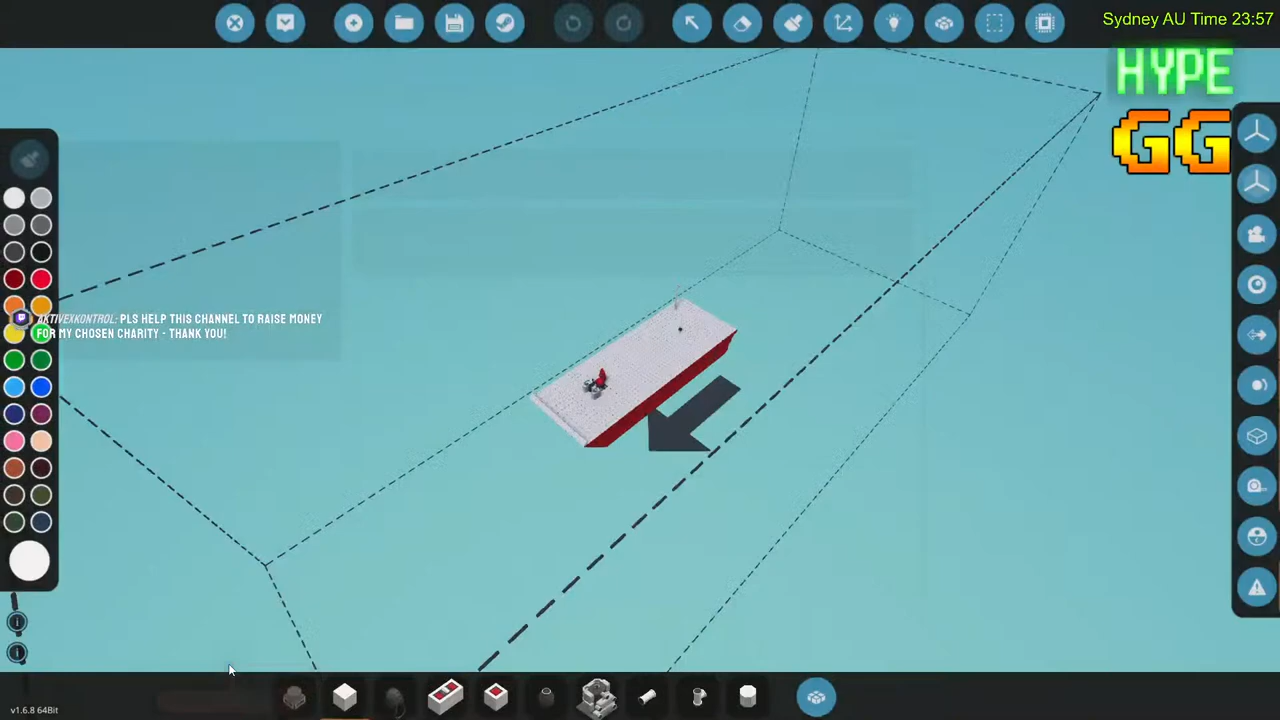 Sydney AU Time 23:57
HYPE
GG
AKTIVEXKONTROL: PLS HELP THIS CHANNEL TO RAISE MONEY
FOR MY CHOSEN CHARITY - THANK YOU!
v1.6.8 64Bit